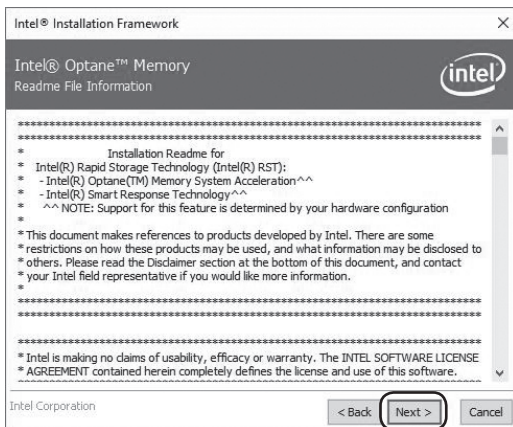 Intel® Installation Framework
Intel® Optane™ Memory
Readme File Information
intel
******************************************************************************
******************************************************************************
* Installation Readme for
* Intel(R) Rapid Storage Technology (Intel(R) RST):
* - Intel(R) Optane(TM) Memory System Acceleration^^
* - Intel(R) Smart Response Technology^^
* ^^ NOTE: Support for this feature is determined by your hardware configuration
*
* This document makes references to products developed by Intel. There are some
* restrictions on how these products may be used, and what information may be disclosed to
* others. Please read the Disclaimer section at the bottom of this document, and contact
* your Intel field representative if you would like more information.
*
******************************************************************************
******************************************************************************
******************************************************************************
* Intel is making no claims of usability, efficacy or warranty. The INTEL SOFTWARE LICENSE
* AGREEMENT contained herein completely defines the license and use of this software.
******************************************************************************
Intel Corporation
< Back Next > Cancel